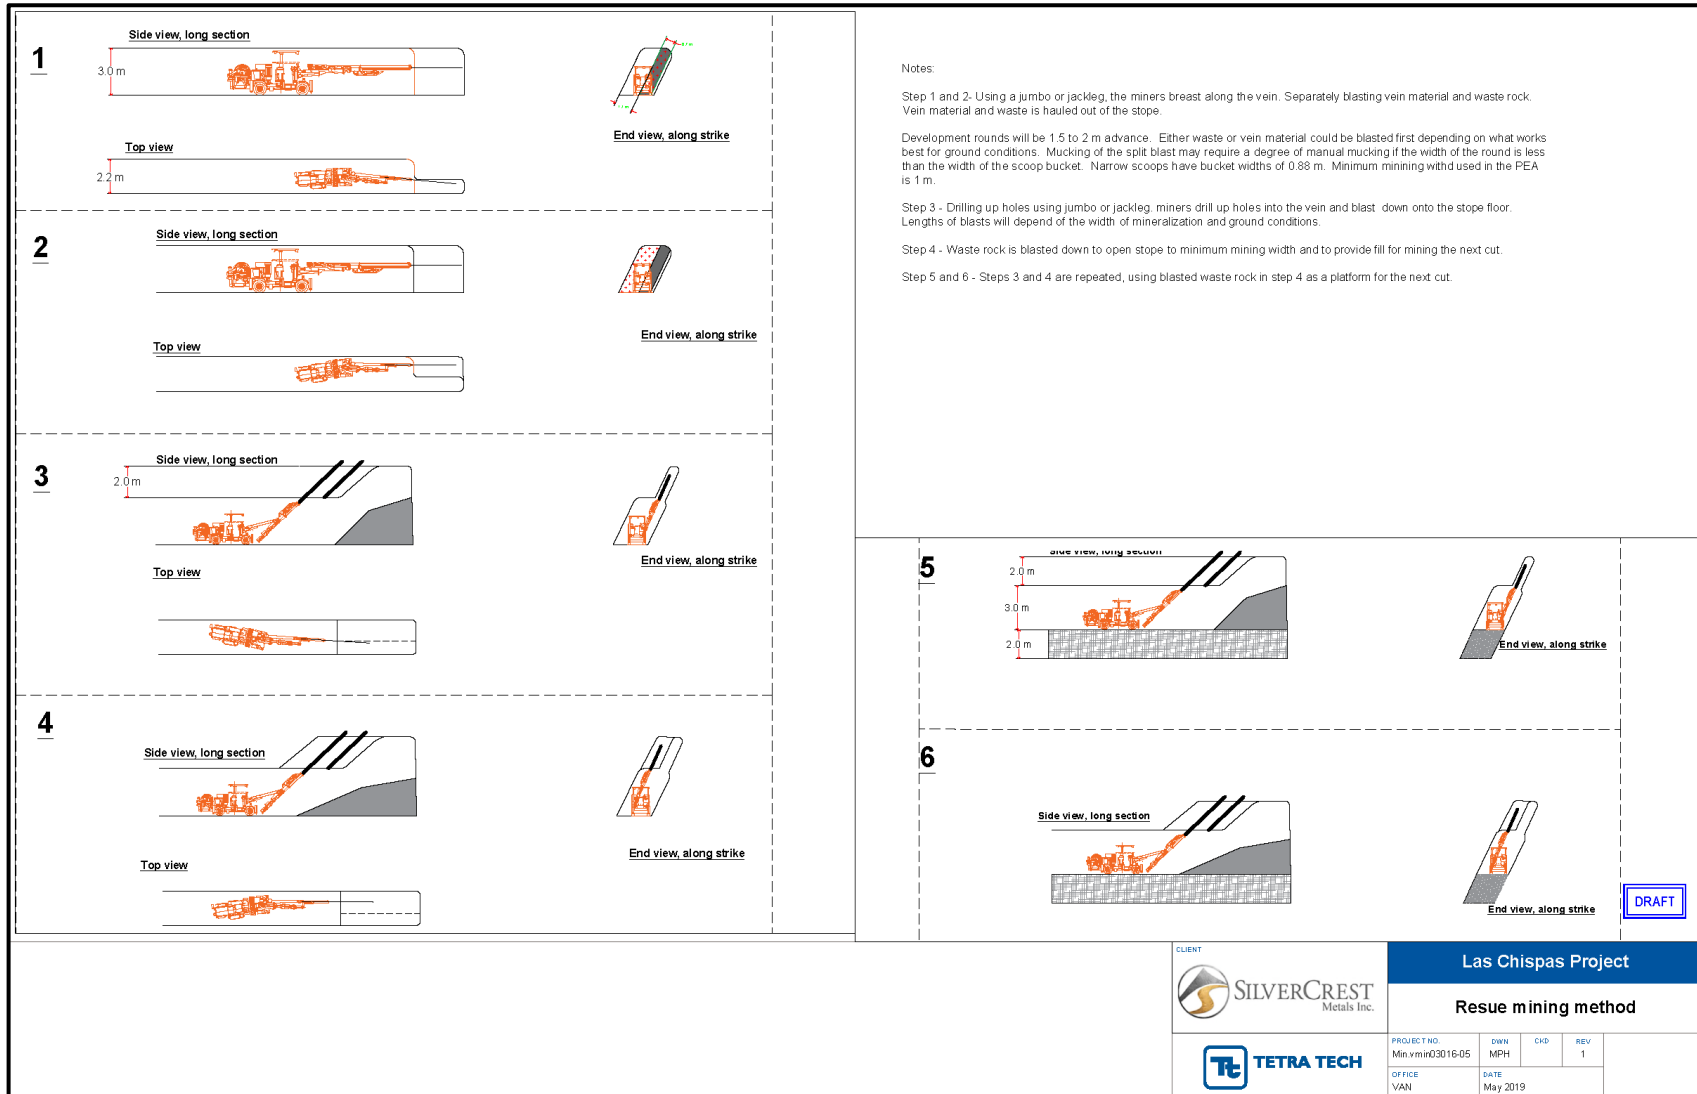 1
Side view, long section
3.0 m
End view, along strike
Top view
2.2 m
2
Side view, long section
End view, along strike
Top view
3
Side view, long section
2.0 m
End view, along strike
Top view
4
Side view, long section
End view, along strike
Top view
Notes:
Step 1 and 2- Using a jumbo or jackleg, the miners breast along the vein. Separately blasting vein material and waste rock.
Vein material and waste is hauled out of the stope.
Development rounds will be 1.5 to 2 m advance. Either waste or vein material could be blasted first depending on what works
best for ground conditions. Mucking of the split blast may require a degree of manual mucking if the width of the round is less
than the width of the scoop bucket. Narrow scoops have bucket widths of 0.88 m. Minimum minining withd used in the PEA
is 1 m.
Step 3 - Drilling up holes using jumbo or jackleg. miners drill up holes into the vein and blast down onto the stope floor.
Lengths of blasts will depend of the width of mineralization and ground conditions.
Step 4 - Waste rock is blasted down to open stope to minimum mining width and to provide fill for mining the next cut.
Step 5 and 6 - Steps 3 and 4 are repeated, using blasted waste rock in step 4 as a platform for the next cut.
5
Side view, long section
2.0 m
3.0 m
2.0 m
End view, along strike
6
Side view, long section
End view, along strike
DRAFT
CLIENT
SILVERCREST
Metals Inc.
Las Chispas Project
Resue mining method
Tt TETRA TECH
PROJECT NO.
Min.vmin03016-05
DWN
MPH
CKD
REV
1
OFFICE
VAN
DATE
May 2019